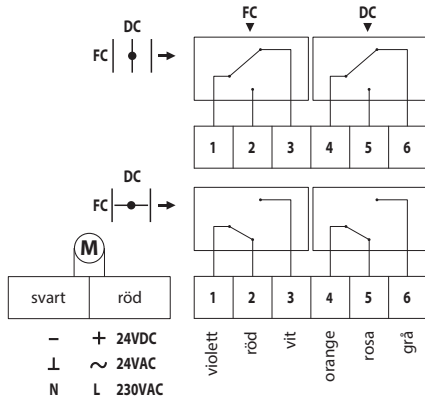 FC DC
DC
FC
1 2 3 4 5 6
DC
FC
M
svart röd
1 2 3 4 5 6
violett röd vit orange rosa grå
– + 24VDC
⊥ ~ 24VAC
N L 230VAC